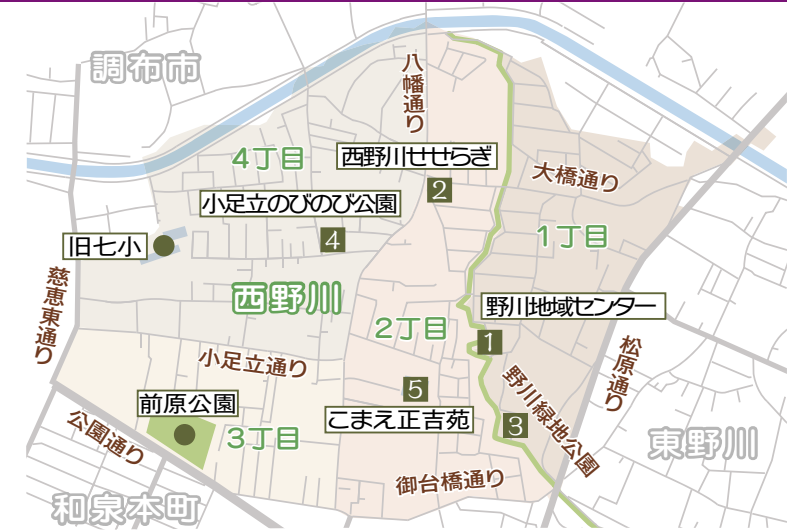 調布市
八幡通り
4丁目
西野川せせらぎ
2
大橋通り
小足立のびのび公園
4
1丁目
旧七小
慈恵東通り
西野川
野川地域センター
2丁目
1
松原通り
小足立通り
野川緑地公園
5
前原公園
こまえ正吉苑
3
公園通り
3丁目
東野川
御台橋通り
和泉本町